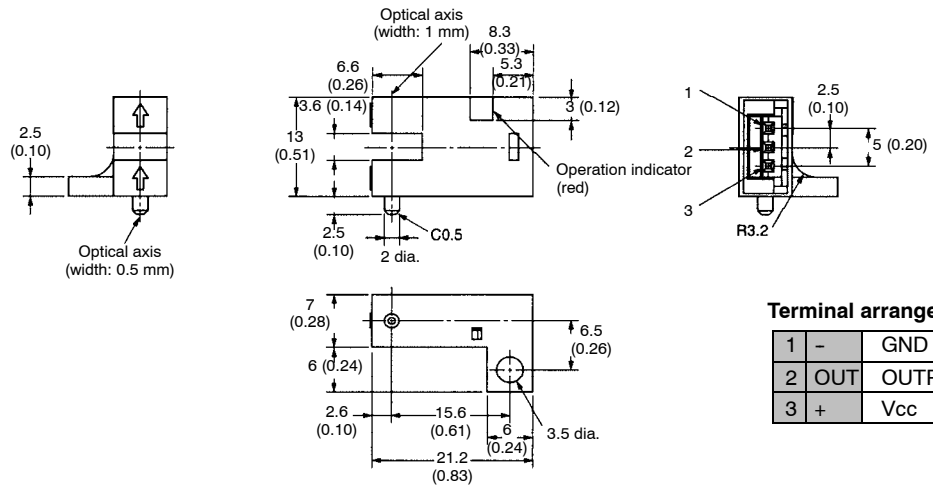 Optical axis
(width: 1 mm)
8.3
(0.33)
5.3
(0.21)
6.6
(0.26)
3.6 (0.14)
3 (0.12)
13
(0.51)
2.5
(0.10)
Operation indicator
(red)
2.5
(0.10)
C0.5
2 dia.
Optical axis
(width: 0.5 mm)
1
2
3
2.5
(0.10)
5 (0.20)
R3.2
7
(0.28)
6 (0.24)
6.5
(0.26)
2.6
(0.10)
15.6
(0.61)
6
(0.24)
3.5 dia.
21.2
(0.83)
Terminal arrange
1 - GND
2 OUT OUTP
3 + Vcc